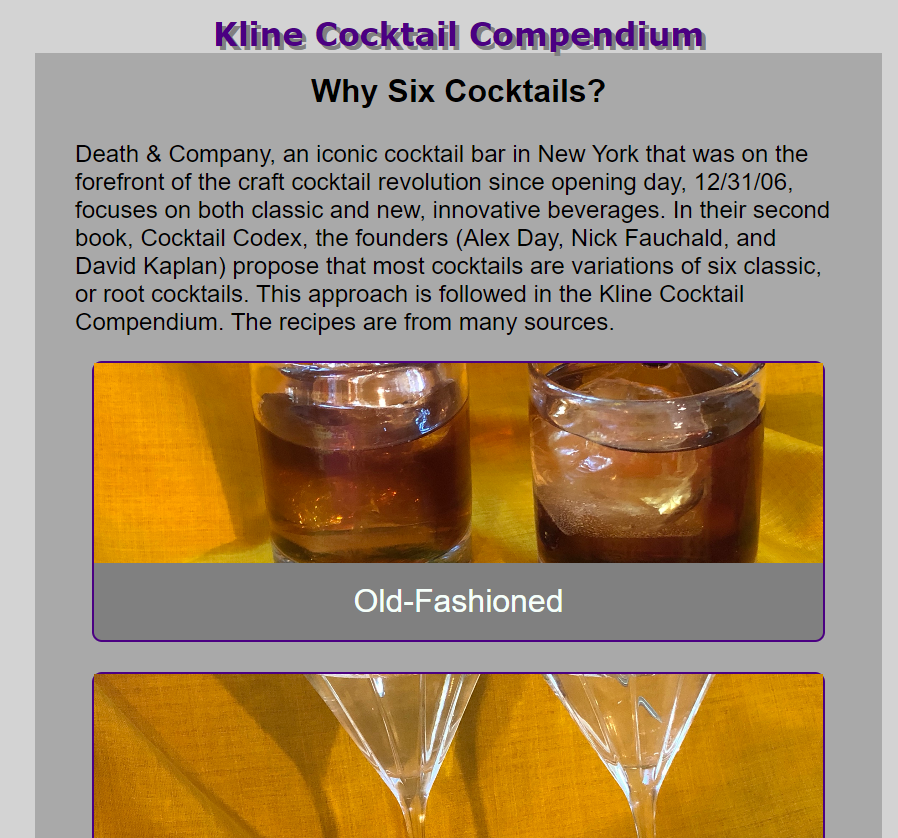 Kline Cocktail Compendium
Why Six Cocktails?
Death & Company, an iconic cocktail bar in New York that was on the
forefront of the craft cocktail revolution since opening day, 12/31/06,
focuses on both classic and new, innovative beverages. In their second
book, Cocktail Codex, the founders (Alex Day, Nick Fauchald, and
David Kaplan) propose that most cocktails are variations of six classic,
or root cocktails. This approach is followed in the Kline Cocktail
Compendium. The recipes are from many sources.
Old-Fashioned